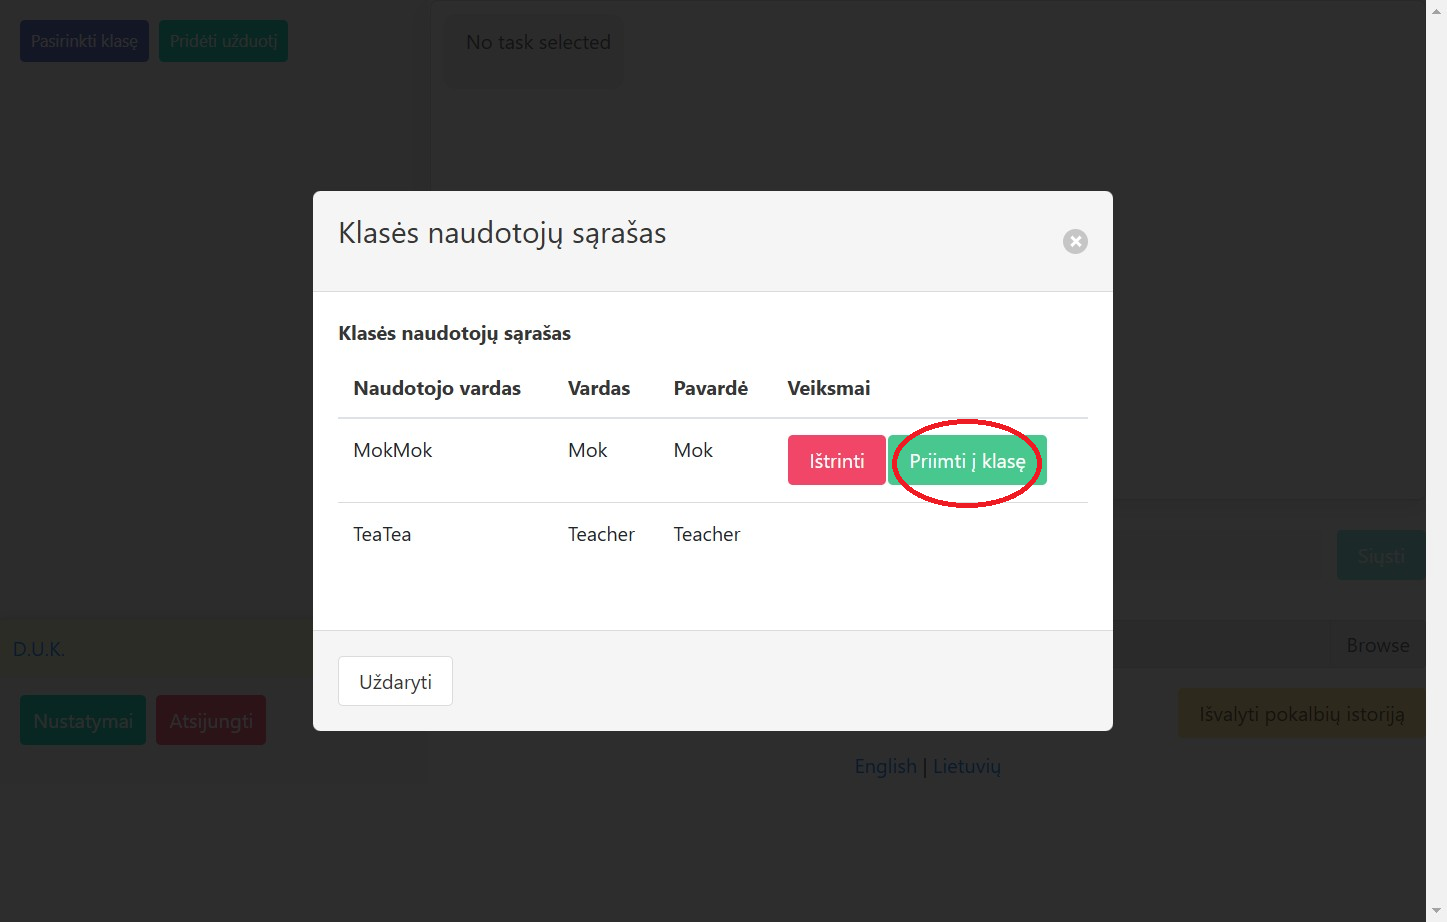 Pasirinkti klasę
Pridėti užduotį
No task selected
Klasės naudotojų sąrašas
Klasės naudotojų sąrašas
Naudotojo vardas Vardas Pavardė Veiksmai
MokMok Mok Mok Ištrinti Priimti į klasę
TeaTea Teacher Teacher
Uždaryti
Siųsti
D.U.K.
Browse
Nustatymai Atsijungti
Išvalyti pokalbių istoriją
English | Lietuvių